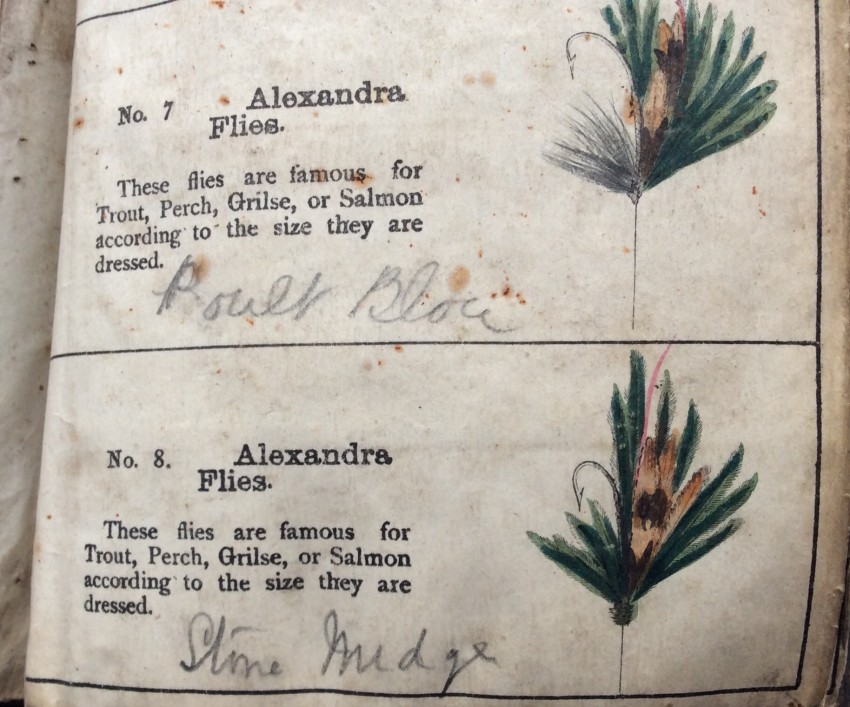 No. 7 Alexandra
Flies.
These flies are famous for
Trout, Perch, Grilse, or Salmon
according to the size they are
dressed.
Poult Bloa
No. 8. Alexandra
Flies.
These flies are famous for
Trout, Perch, Grilse, or Salmon
according to the size they are
dressed.
Stone Midge